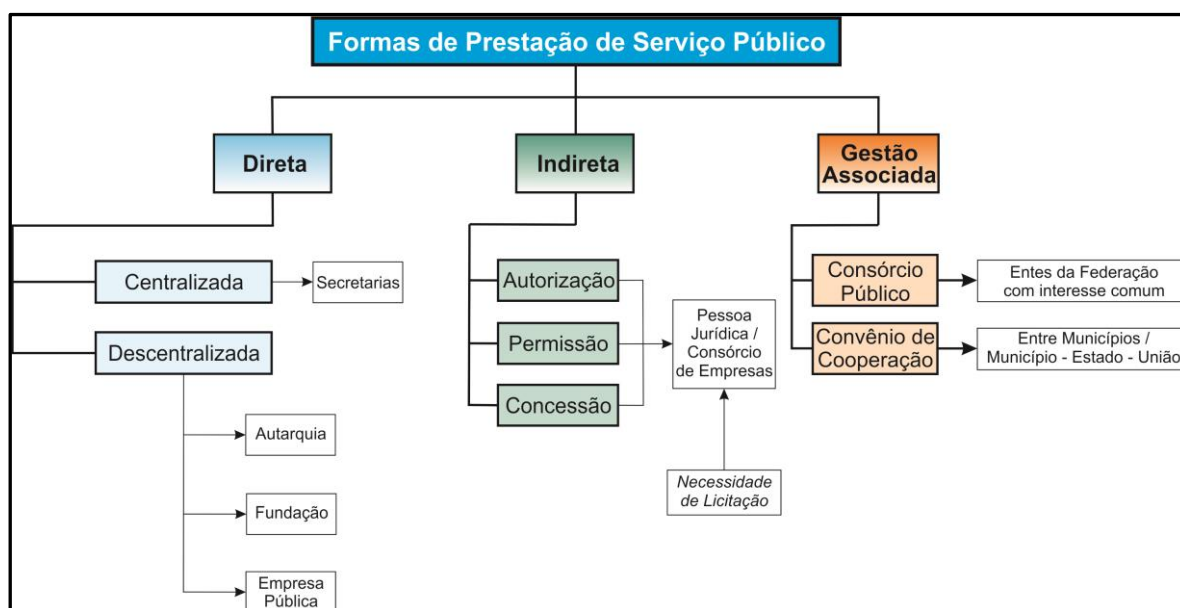 Formas de Prestação de Serviço Público
Direta
Indireta
Gestão
Associada
Centralizada
Secretarias
Descentralizada
Autarquia
Fundação
Empresa
Pública
Autorização
Permissão
Concessão
Pessoa
Jurídica /
Consórcio
de Empresas
Necessidade
de Licitação
Consórcio
Público
Entes da Federação
com interesse comum
Convênio de
Cooperação
Entre Municípios /
Município - Estado - União